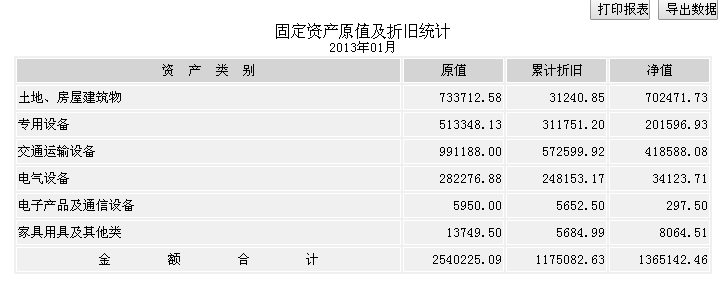 打印报表 导出数据
固定资产原值及折旧统计
2013年01月
资 产 类 别 原值 累计折旧 净值
土地、房屋建筑物 733712.58 31240.85 702471.73
专用设备 513348.13 311751.20 201596.93
交通运输设备 991188.00 572599.92 418588.08
电气设备 282276.88 248153.17 34123.71
电子产品及通信设备 5950.00 5652.50 297.50
家具用具及其他类 13749.50 5684.99 8064.51
金 额 合 计 2540225.09 1175082.63 1365142.46